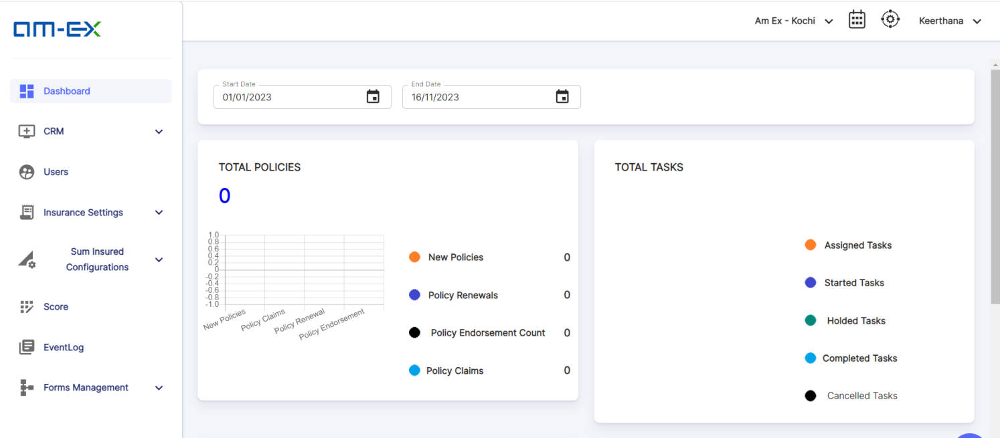 am-ex
Am Ex - Kochi
Keerthana
Dashboard
CRM
Users
Insurance Settings
Sum Insured
Configurations
Score
EventLog
Forms Management
Start Date
01/01/2023
End Date
16/11/2023
TOTAL POLICIES
0
1.0
0.8
0.6
0.4
0.2
0
-0.2
-0.4
-0.6
-0.8
-1.0
New Policies
Policy Claims
Policy Renewal
Policy Endorsement
New Policies 0
Policy Renewals 0
Policy Endorsement Count 0
Policy Claims 0
TOTAL TASKS
Assigned Tasks
Started Tasks
Holded Tasks
Completed Tasks
Cancelled Tasks